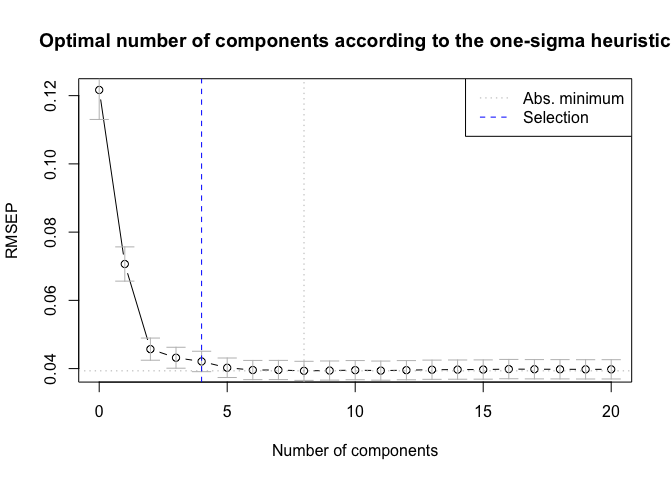 Optimal number of components according to the one-sigma heuristic
Abs. minimum
Selection
RMSEP
0.12
0.10
0.08
0.06
0.04
0 5 10 15 20
Number of components